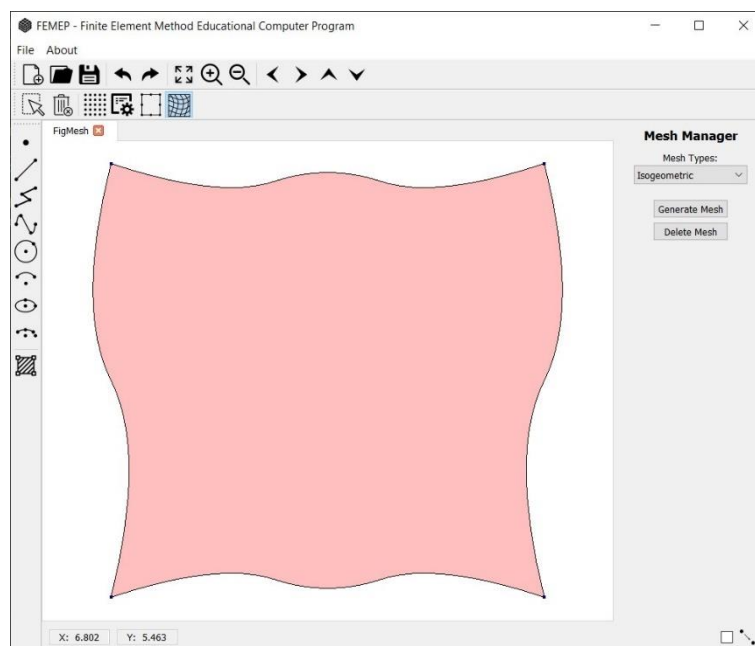 FEMEP - Finite Element Method Educational Computer Program
File About
FigMesh
Mesh Manager
Mesh Types:
Isogeometric
Generate Mesh
Delete Mesh
X: 6.802 Y: 5.463